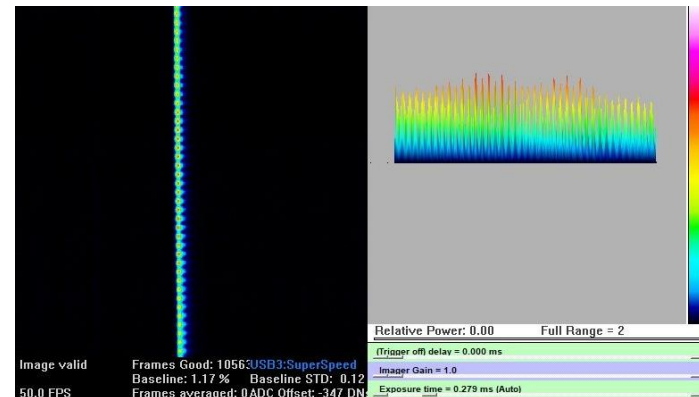 Relative Power: 0.00 Full Range = 2
Image valid Frames Good: 10563 USB3:SuperSpeed
(Trigger off) delay = 0.000 ms
Baseline: 1.17 % Baseline STD: 0.12
Imager Gain = 1.0
50.0 FPS Frames averaged: 0 ADC Offset: -347 DN
Exposure time = 0.279 ms (Auto)